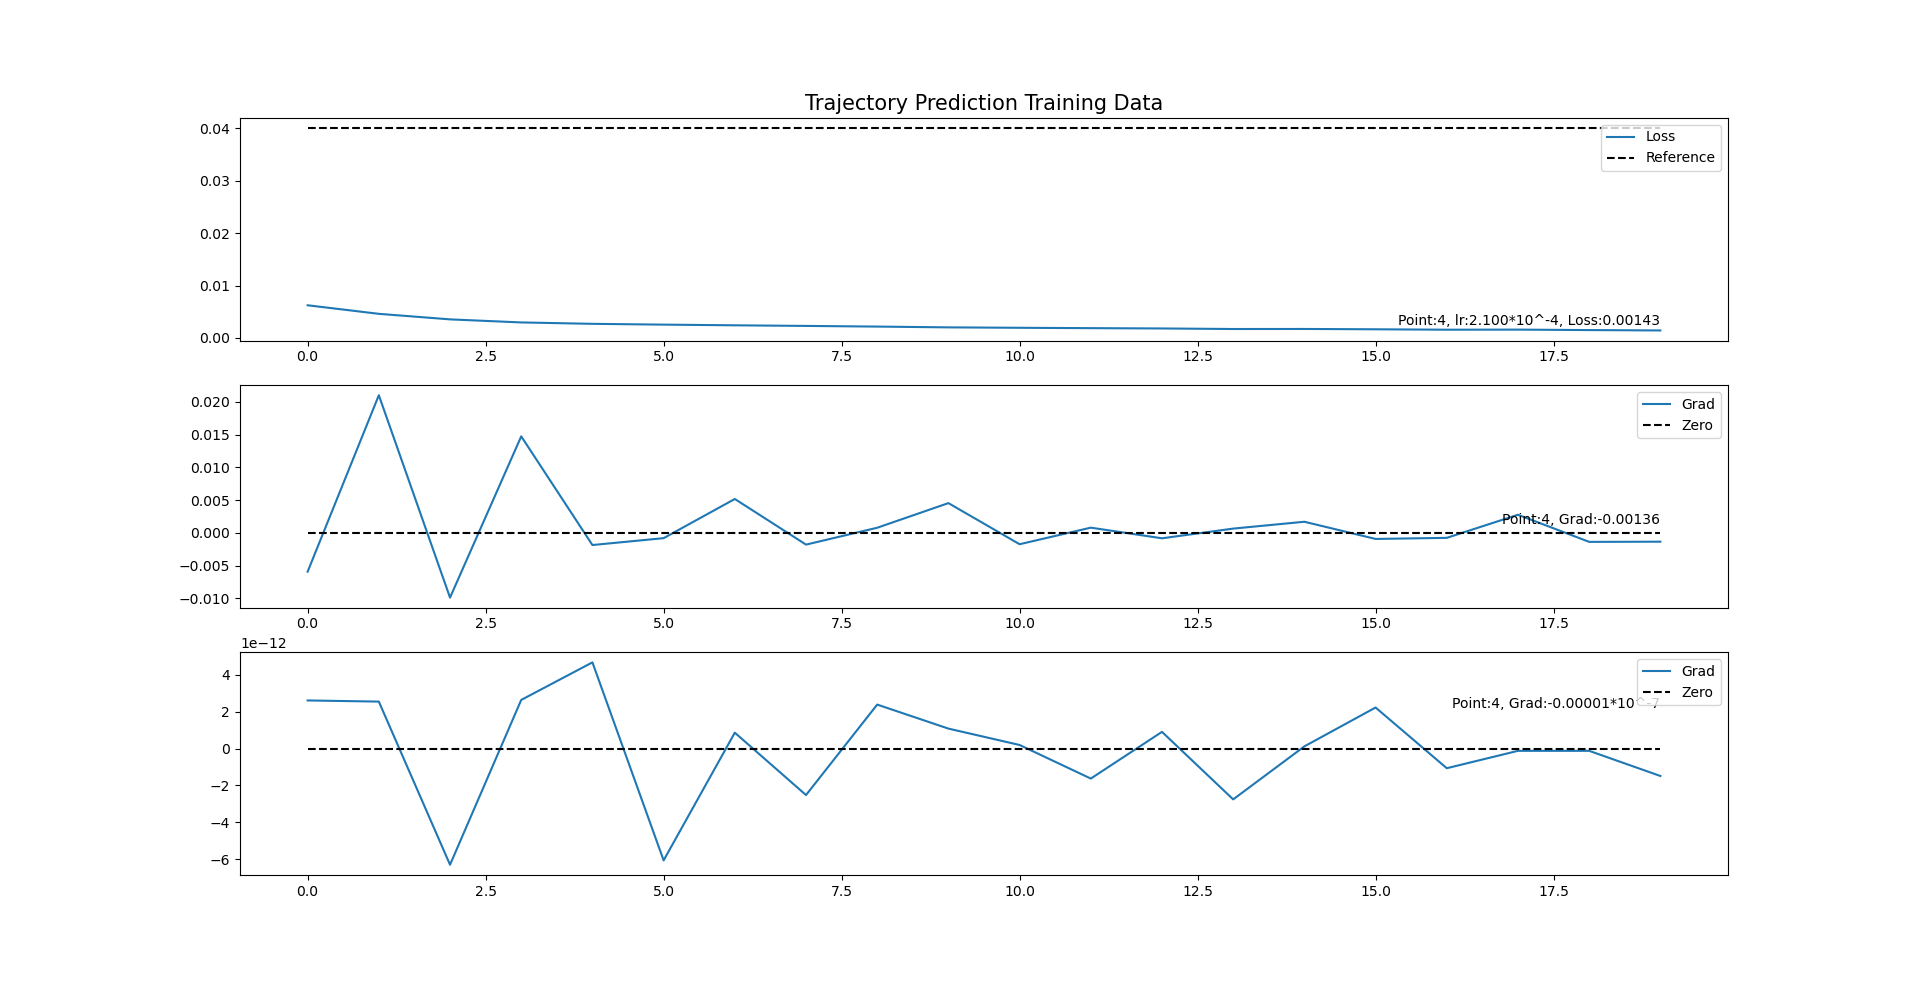 Trajectory Prediction Training Data
0.04
0.03
0.02
0.01
0.00
Loss
Reference
Point:4, lr:2.100*10^-4, Loss:0.00143
0.0 2.5 5.0 7.5 10.0 12.5 15.0 17.5
0.020
0.015
0.010
0.005
0.000
−0.005
−0.010
Grad
Zero
Point:4, Grad:-0.00136
0.0 2.5 5.0 7.5 10.0 12.5 15.0 17.5
1e−12
4
2
0
−2
−4
−6
Grad
Zero
Point:4, Grad:-0.00001*10^-7
0.0 2.5 5.0 7.5 10.0 12.5 15.0 17.5